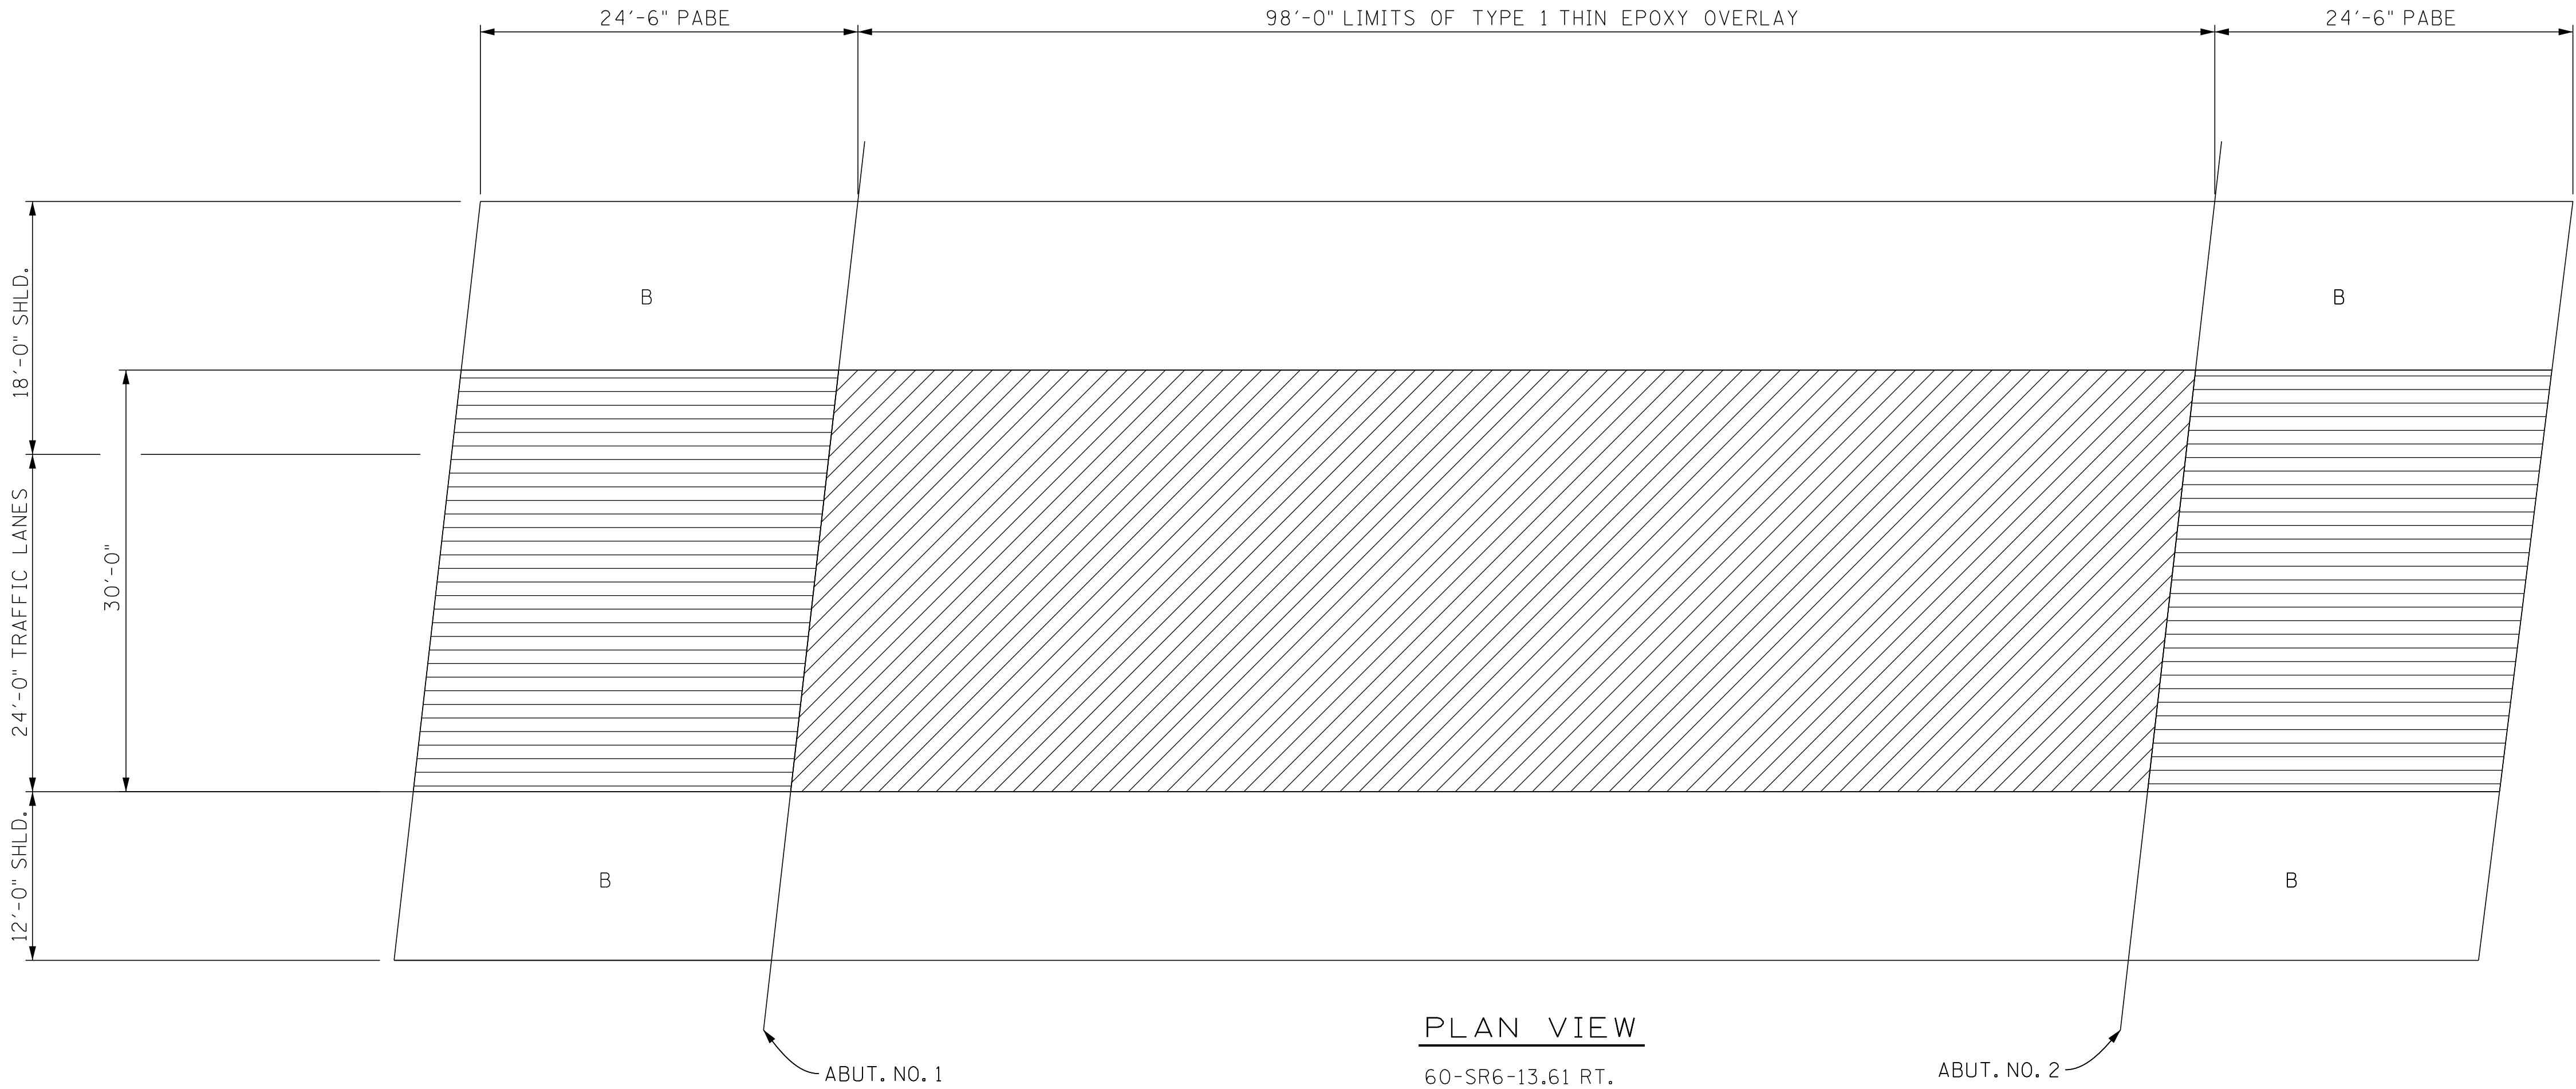 24'-6" PABE
98'-0" LIMITS OF TYPE 1 THIN EPOXY OVERLAY
24'-6" PABE
18'-0" SHLD.
24'-0" TRAFFIC LANES
12'-0" SHLD.
30'-0"
B
B
B
B
ABUT. NO. 1
PLAN VIEW
60-SR6-13.61 RT.
ABUT. NO. 2